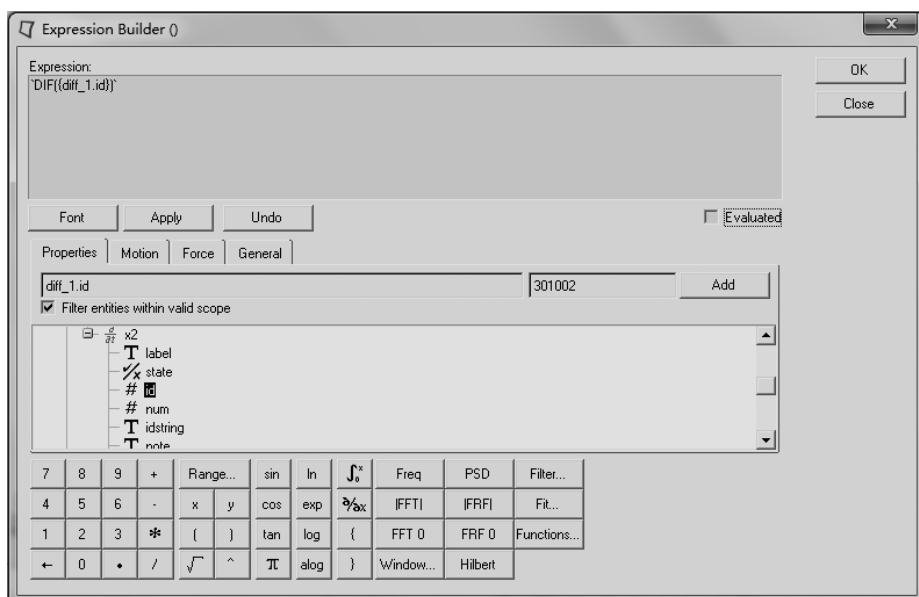 Expression Builder ()
x
Expression:
`DIF({diff_1.id})`
OK
Close
Font Apply Undo
Evaluated
Properties Motion Force General
diff_1.id 301002 Add
Filter entities within valid scope
d/dt x2
T label
state
# id
# num
T idstring
T note
7 8 9 + Range... sin ln ∫₀ˣ Freq PSD Filter...
4 5 6 - x y cos exp ∂/∂x |FFT| |FRF| Fit...
1 2 3 * ( ) tan log { FFT 0 FRF 0 Functions...
← 0 • / √ ^ π alog } Window... Hilbert